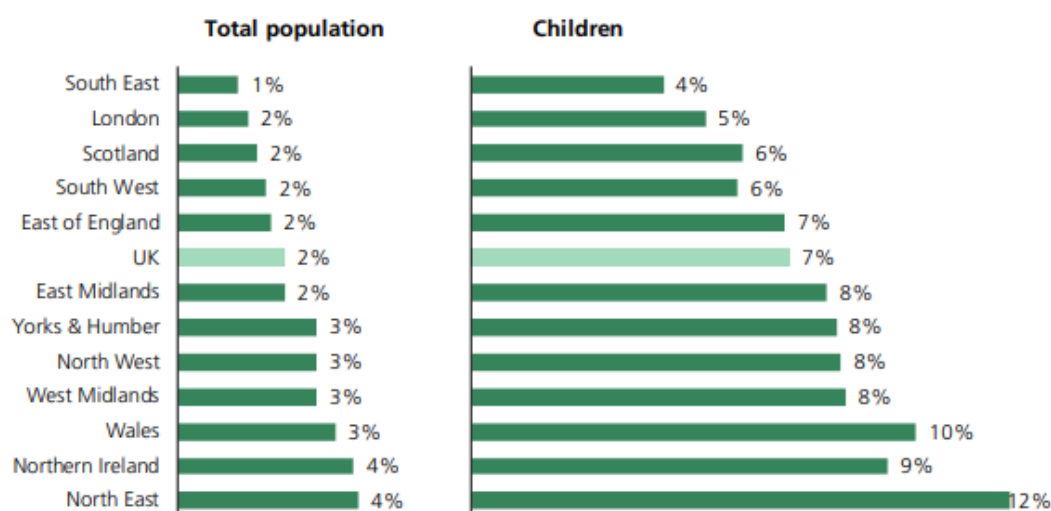 Total population Children
South East 1% 4%
London 2% 5%
Scotland 2% 6%
South West 2% 6%
East of England 2% 7%
UK 2% 7%
East Midlands 2% 8%
Yorks & Humber 3% 8%
North West 3% 8%
West Midlands 3% 8%
Wales 3% 10%
Northern Ireland 4% 9%
North East 4% 12%